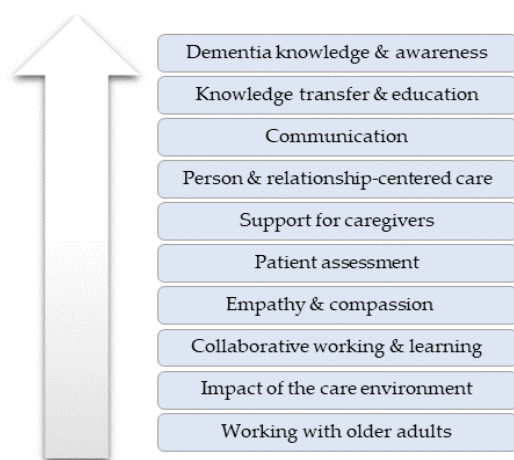 Dementia knowledge & awareness
Knowledge transfer & education
Communication
Person & relationship-centered care
Support for caregivers
Patient assessment
Empathy & compassion
Collaborative working & learning
Impact of the care environment
Working with older adults